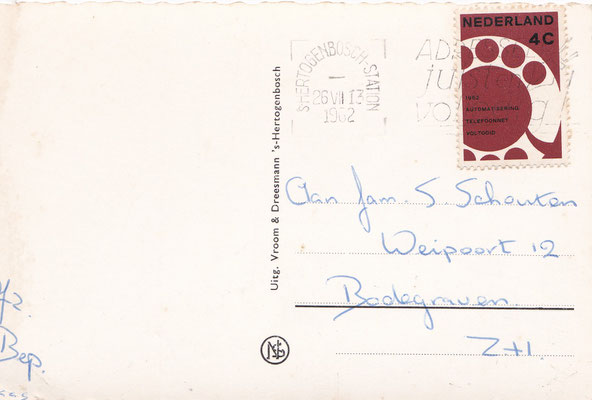 NEDERLAND
4C
1962
AUTOMATISERING
TELEFOONNET
VOLTOOID
'S-HERTOGENBOSCH-STATION
26 VII 13
1962
Uitg. Vroom & Dreesmann 's-Hertogenbosch
Aan fam. S. Schouten
Weipoort 12
Bodegraven.
Z-H.
Bep.